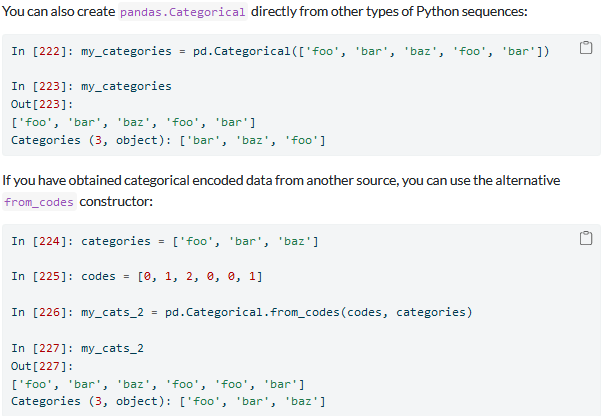 You can also create pandas.Categorical directly from other types of Python sequences:
In [222]: my_categories = pd.Categorical(['foo', 'bar', 'baz', 'foo', 'bar'])
In [223]: my_categories
Out[223]:
['foo', 'bar', 'baz', 'foo', 'bar']
Categories (3, object): ['bar', 'baz', 'foo']
If you have obtained categorical encoded data from another source, you can use the alternative
from_codes constructor:
In [224]: categories = ['foo', 'bar', 'baz']
In [225]: codes = [0, 1, 2, 0, 0, 1]
In [226]: my_cats_2 = pd.Categorical.from_codes(codes, categories)
In [227]: my_cats_2
Out[227]:
['foo', 'bar', 'baz', 'foo', 'foo', 'bar']
Categories (3, object): ['foo', 'bar', 'baz']